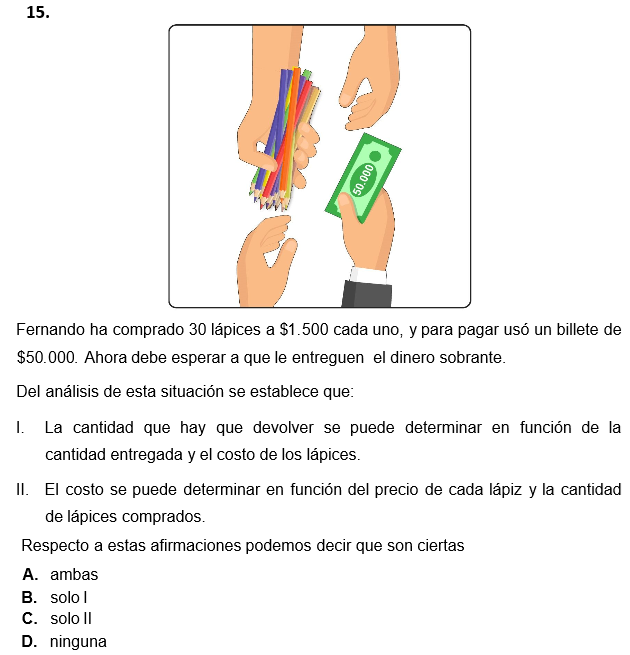 15.
50.000
Fernando ha comprado 30 lápices a $1.500 cada uno, y para pagar usó un billete de
$50.000. Ahora debe esperar a que le entreguen el dinero sobrante.
Del análisis de esta situación se establece que:
I. La cantidad que hay que devolver se puede determinar en función de la
cantidad entregada y el costo de los lápices.
II. El costo se puede determinar en función del precio de cada lápiz y la cantidad
de lápices comprados.
Respecto a estas afirmaciones podemos decir que son ciertas
A. ambas
B. solo I
C. solo II
D. ninguna